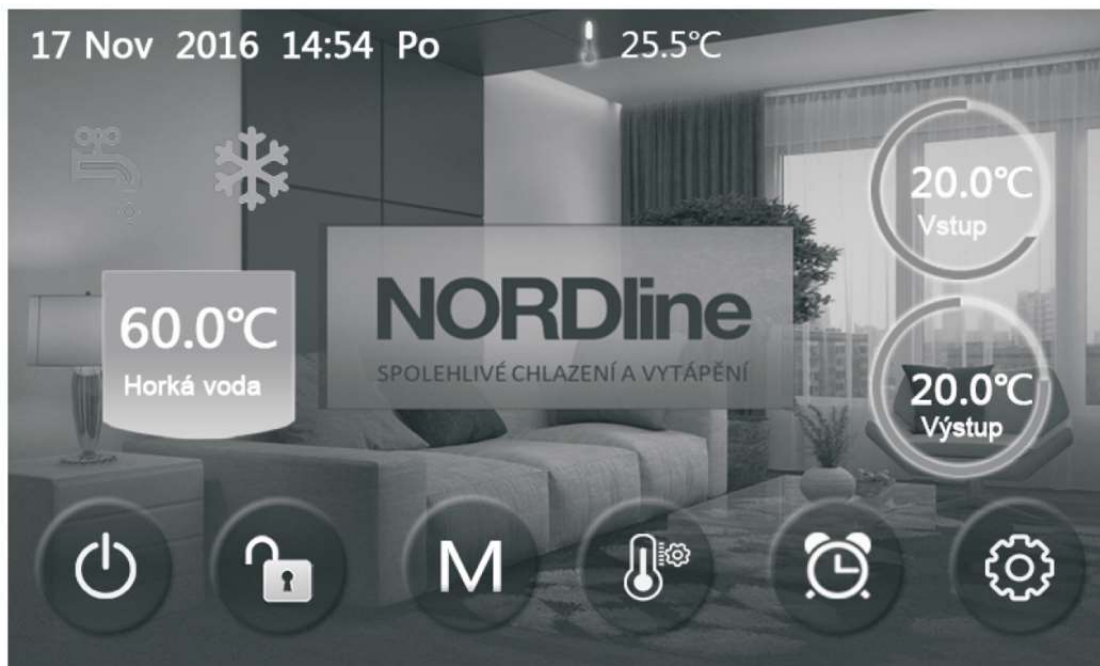 17 Nov 2016 14:54 Po 25.5°C
20.0°C
Vstup
60.0°C
Horká voda
NORDline
SPOLEHLIVÉ CHLAZENÍ A VYTÁPĚNÍ
20.0°C
Výstup
M